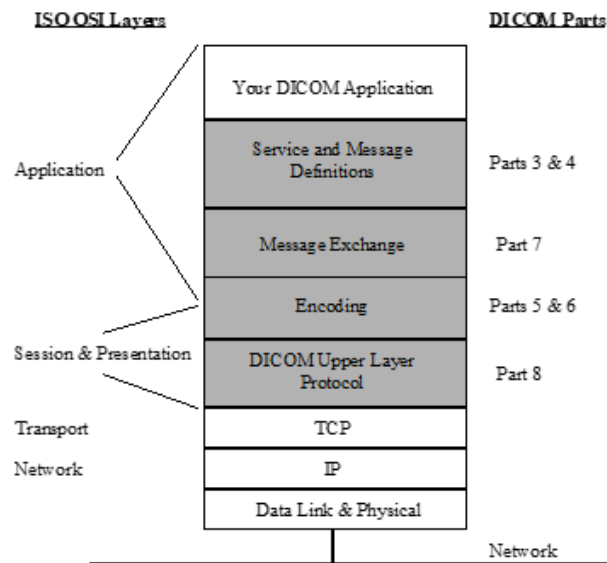 ISO OSI Layers
DICOM Parts
Your DICOM Application
Service and Message
Definitions
Parts 3 & 4
Application
Message Exchange
Part 7
Encoding
Parts 5 & 6
Session & Presentation
DICOM Upper Layer
Protocol
Part 8
Transport
TCP
Network
IP
Data Link & Physical
Network